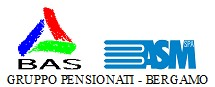 BAS ASM SPA
GRUPPO PENSIONATI - BERGAMO